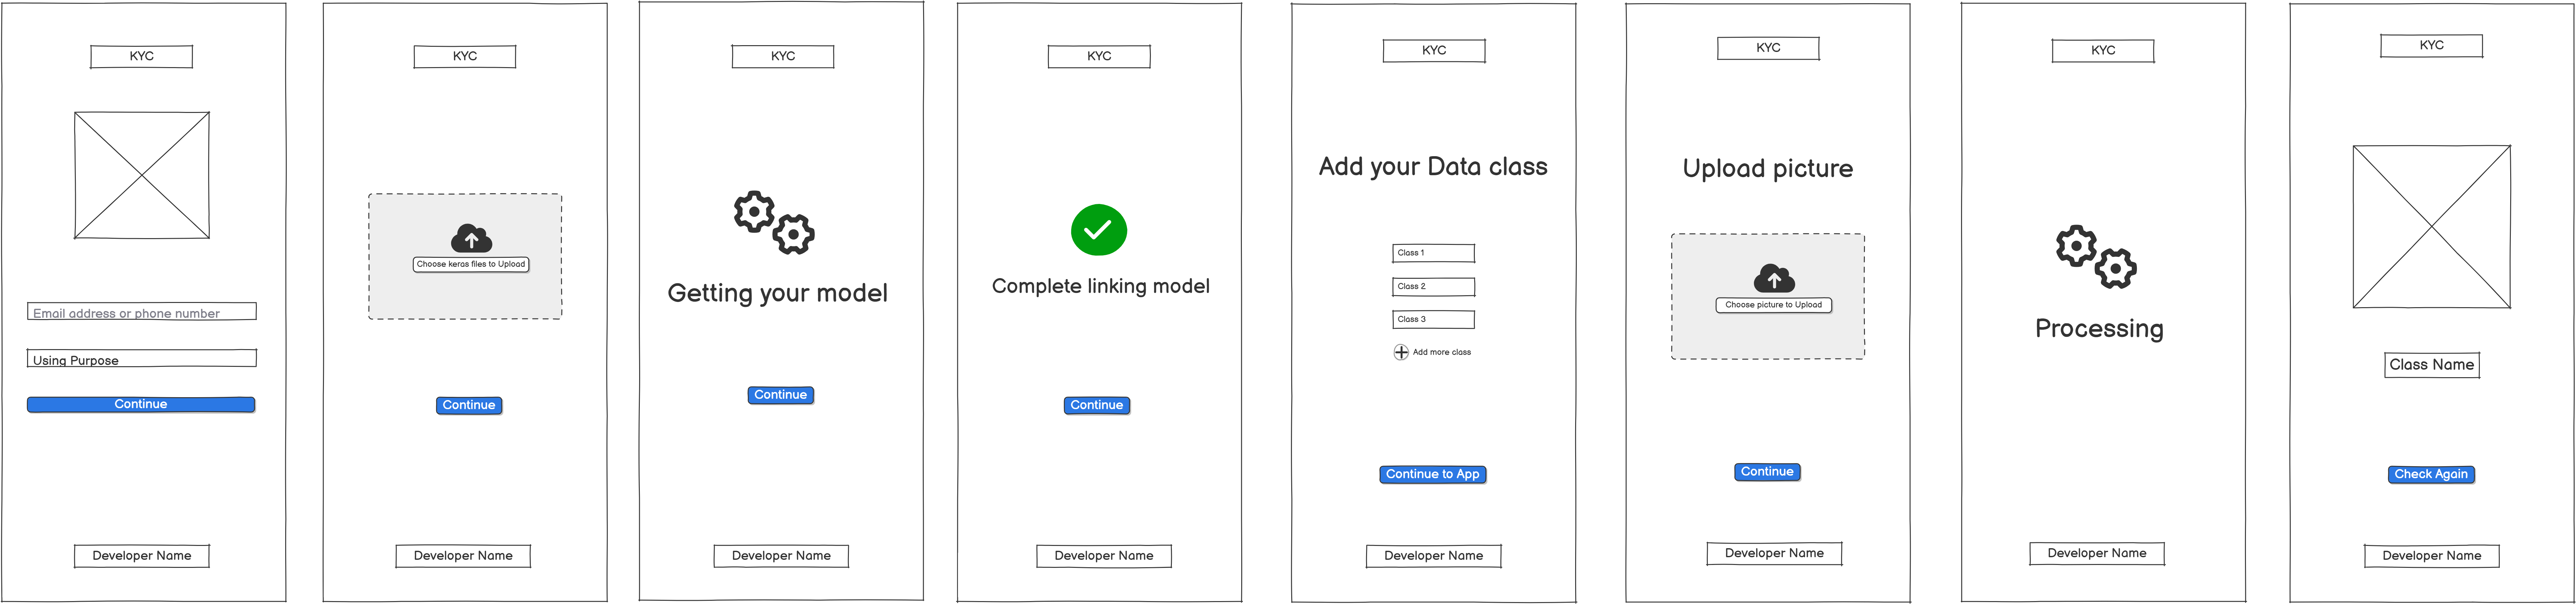 KYC
Email address or phone number
Using Purpose
Continue
Developer Name
KYC
Choose keras files to Upload
Continue
Developer Name
KYC
Getting your model
Continue
Developer Name
KYC
Complete linking model
Continue
Developer Name
KYC
Add your Data class
Class 1
Class 2
Class 3
Add more class
Continue to App
Developer Name
KYC
Upload picture
Choose picture to Upload
Continue
Developer Name
KYC
Processing
Developer Name
KYC
Class Name
Check Again
Developer Name